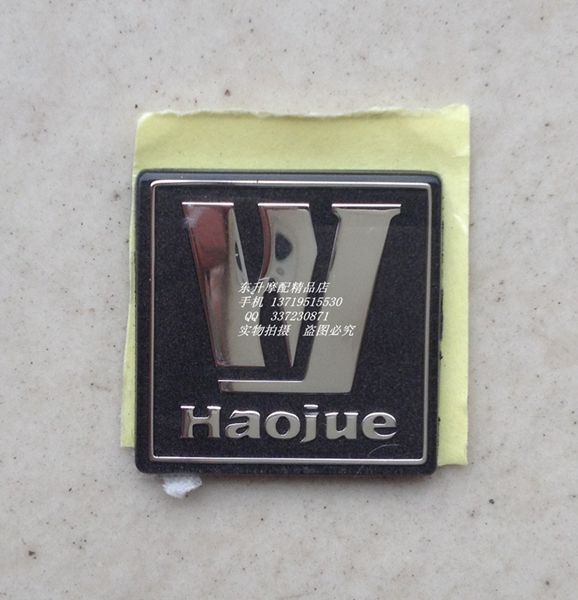 东升摩配精品店
手机 13719515530
QQ 337230871
实物拍摄 盗图必究
Haojue